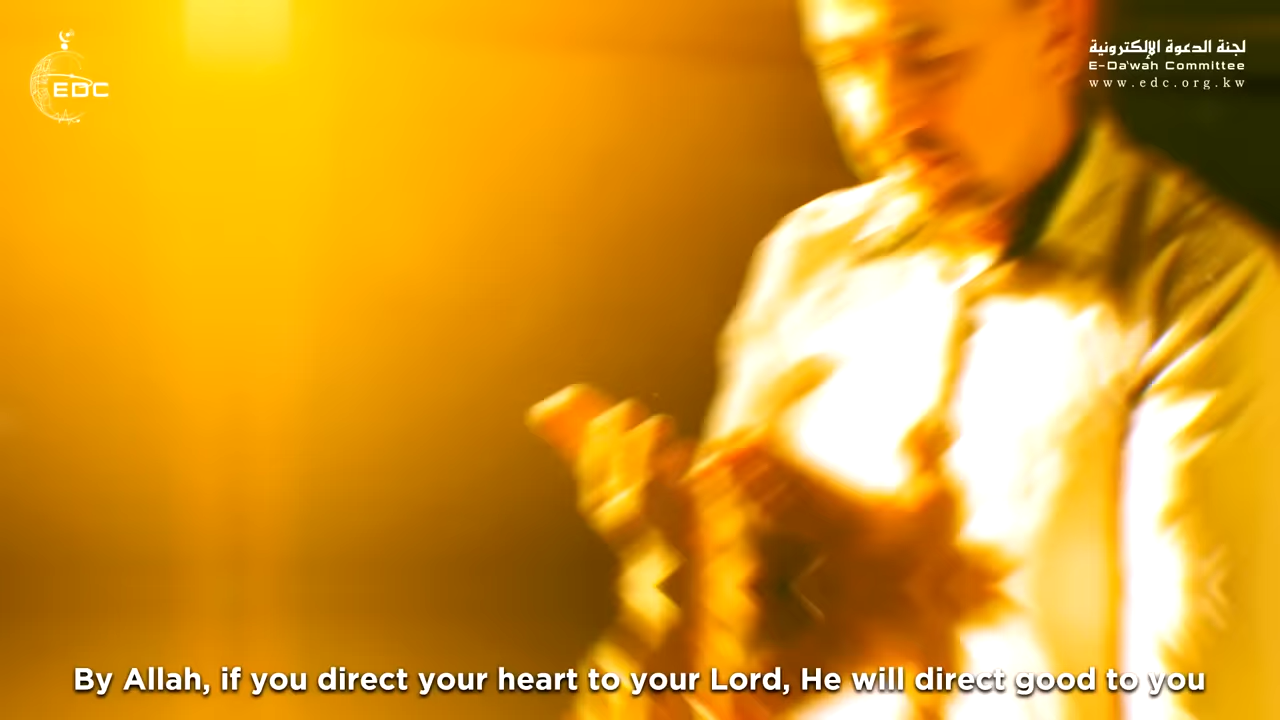 EDC
لجنة الدعوة الإلكترونية
E-Da'wah Committee
www.edc.org.kw
By Allah, if you direct your heart to your Lord, He will direct good to you